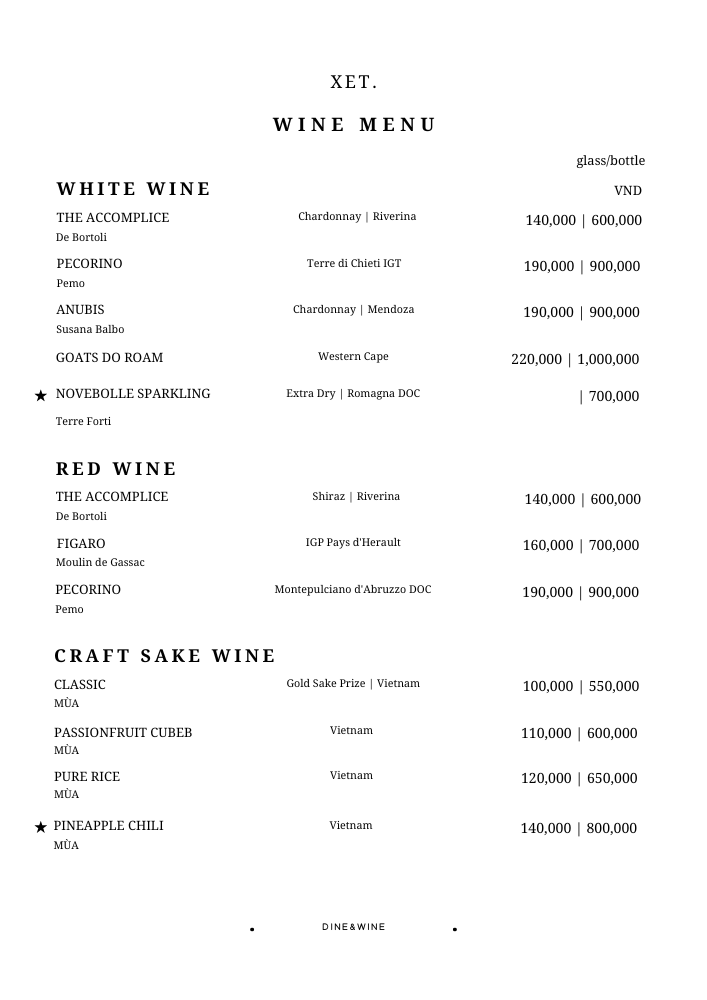 XET.
WINE MENU
glass/bottle
WHITE WINE VND
THE ACCOMPLICE Chardonnay | Riverina 140,000 | 600,000
De Bortoli
PECORINO Terre di Chieti IGT 190,000 | 900,000
Pemo
ANUBIS Chardonnay | Mendoza 190,000 | 900,000
Susana Balbo
GOATS DO ROAM Western Cape 220,000 | 1,000,000
★ NOVEBOLLE SPARKLING Extra Dry | Romagna DOC | 700,000
Terre Forti
RED WINE
THE ACCOMPLICE Shiraz | Riverina 140,000 | 600,000
De Bortoli
FIGARO IGP Pays d'Herault 160,000 | 700,000
Moulin de Gassac
PECORINO Montepulciano d'Abruzzo DOC 190,000 | 900,000
Pemo
CRAFT SAKE WINE
CLASSIC Gold Sake Prize | Vietnam 100,000 | 550,000
MÙA
PASSIONFRUIT CUBEB Vietnam 110,000 | 600,000
MÙA
PURE RICE Vietnam 120,000 | 650,000
MÙA
★ PINEAPPLE CHILI Vietnam 140,000 | 800,000
MÙA
• DINE&WINE •